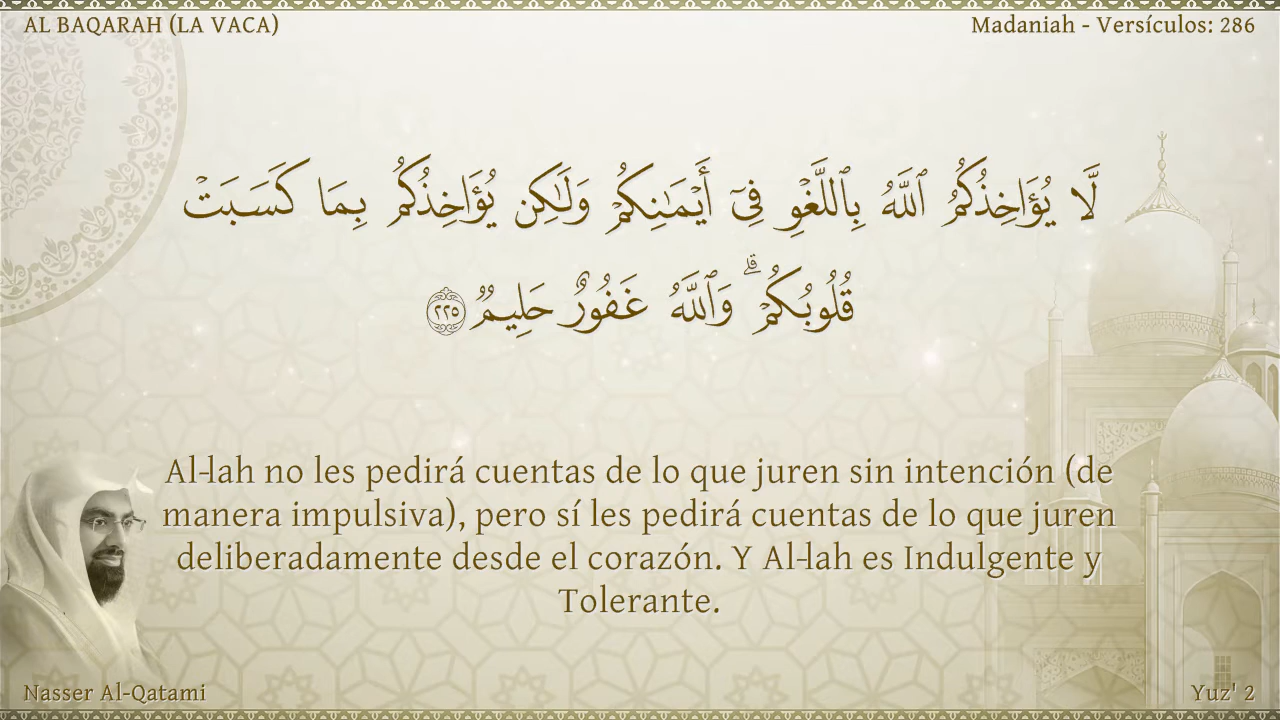 AL BAQARAH (LA VACA)
Madaniah - Versículos: 286
لَّا يُؤَاخِذُكُمُ ٱللَّهُ بِٱللَّغْوِ فِىٓ أَيْمَـٰنِكُمْ وَلَـٰكِن يُؤَاخِذُكُم بِمَا كَسَبَتْ
قُلُوبُكُمْ ۗ وَٱللَّهُ غَفُورٌ حَلِيمٌ ٢٢٥
Al-lah no les pedirá cuentas de lo que juren sin intención (de
manera impulsiva), pero sí les pedirá cuentas de lo que juren
deliberadamente desde el corazón. Y Al-lah es Indulgente y
Tolerante.
Nasser Al-Qatami
Yuz' 2